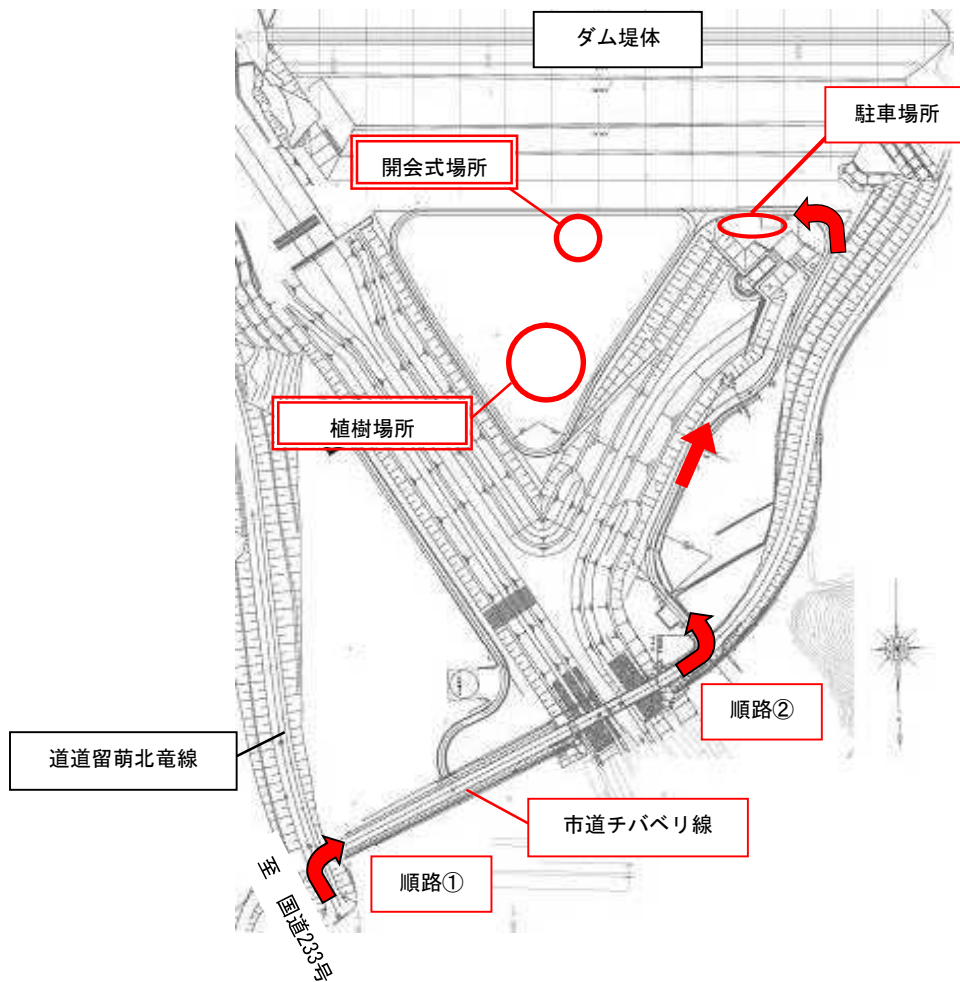 ダム堤体
駐車場所
開会式場所
植樹場所
順路②
道道留萌北竜線
市道チバベリ線
順路①
至 国道233号